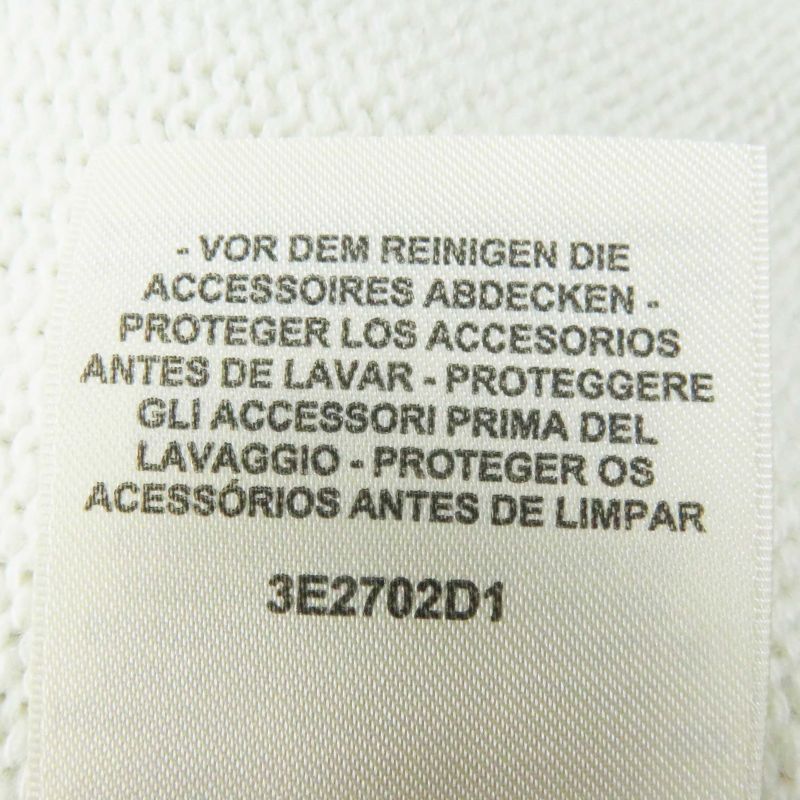 - VOR DEM REINIGEN DIE
ACCESSOIRES ABDECKEN -
PROTEGER LOS ACCESORIOS
ANTES DE LAVAR - PROTEGGERE
GLI ACCESSORI PRIMA DEL
LAVAGGIO - PROTEGER OS
ACESSÓRIOS ANTES DE LIMPAR
3E2702D1